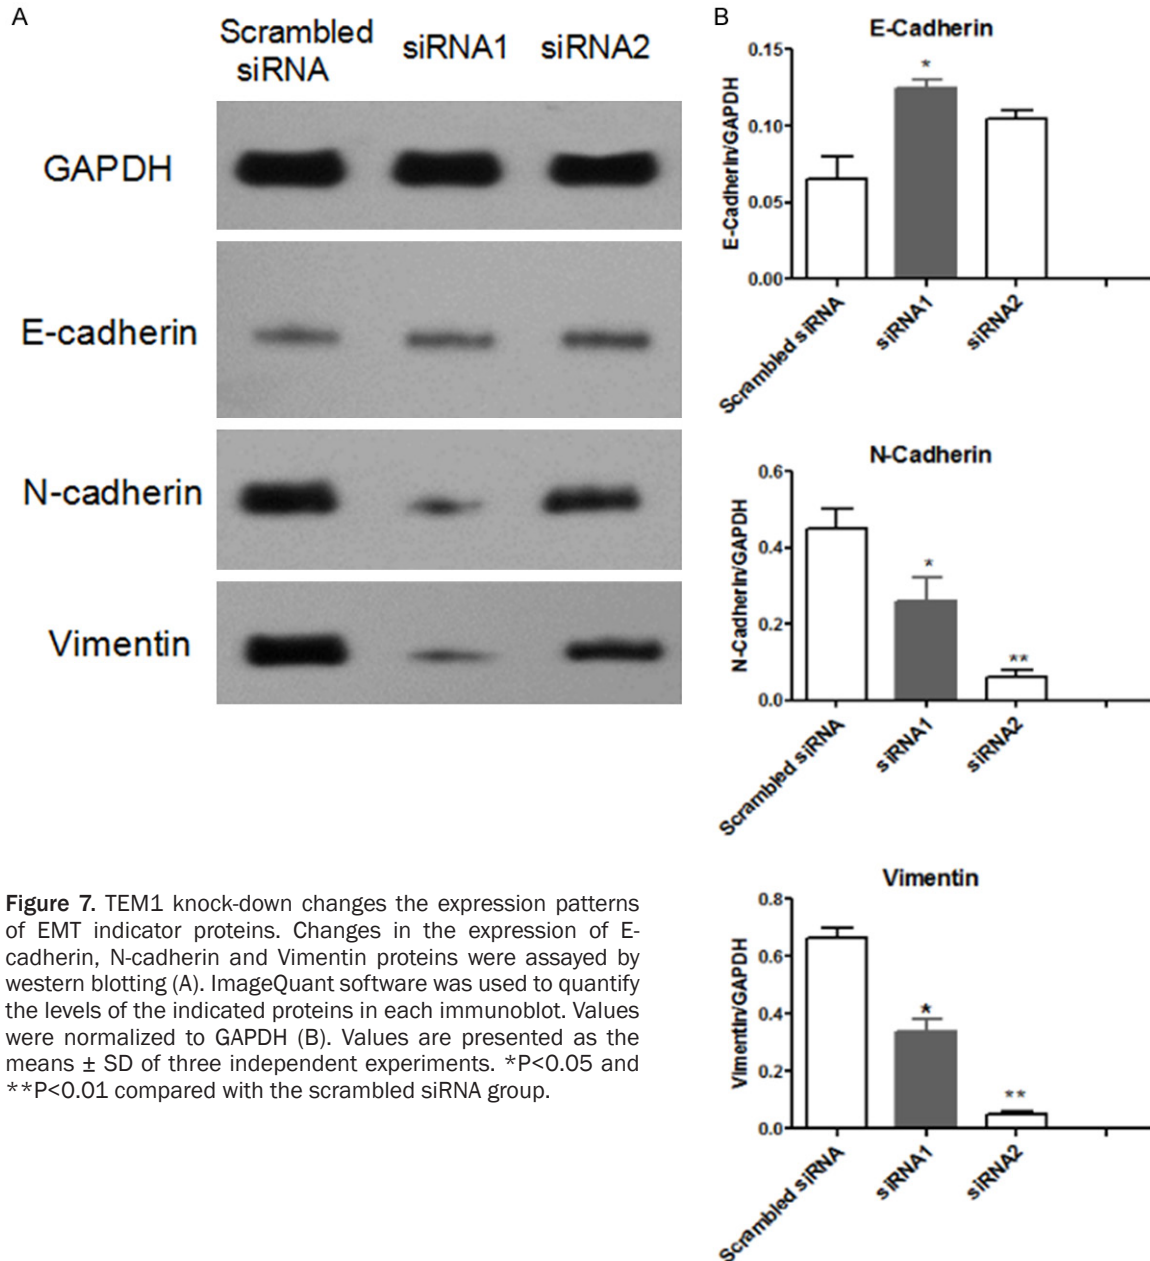 A
Scrambled
siRNA
siRNA1
siRNA2
GAPDH
E-cadherin
N-cadherin
Vimentin
B
E-Cadherin
E-Cadherin/GAPDH
0.15
0.10
0.05
0.00
*
Scrambled siRNA
siRNA1
siRNA2
N-Cadherin
N-Cadherin/GAPDH
0.6
0.4
0.2
0.0
*
**
Scrambled siRNA
siRNA1
siRNA2
Vimentin
Vimentin/GAPDH
0.8
0.6
0.4
0.2
0.0
*
**
Scrambled siRNA
siRNA1
siRNA2
Figure 7. TEM1 knock-down changes the expression patterns
of EMT indicator proteins. Changes in the expression of E-
cadherin, N-cadherin and Vimentin proteins were assayed by
western blotting (A). ImageQuant software was used to quantify
the levels of the indicated proteins in each immunoblot. Values
were normalized to GAPDH (B). Values are presented as the
means ± SD of three independent experiments. *P<0.05 and
**P<0.01 compared with the scrambled siRNA group.